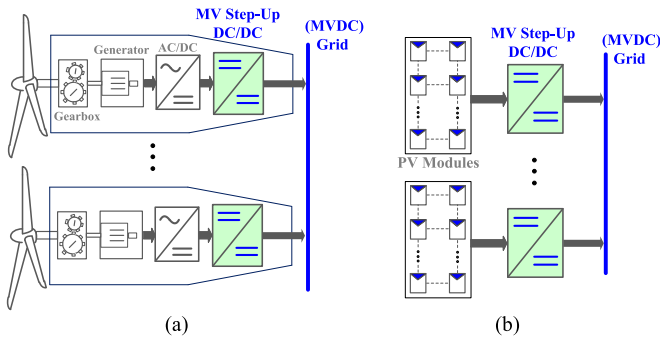 MV Step-Up
DC/DC
(MVDC)
Grid
Generator
AC/DC
Gearbox
(a)
MV Step-Up
DC/DC
(MVDC)
Grid
PV Modules
(b)